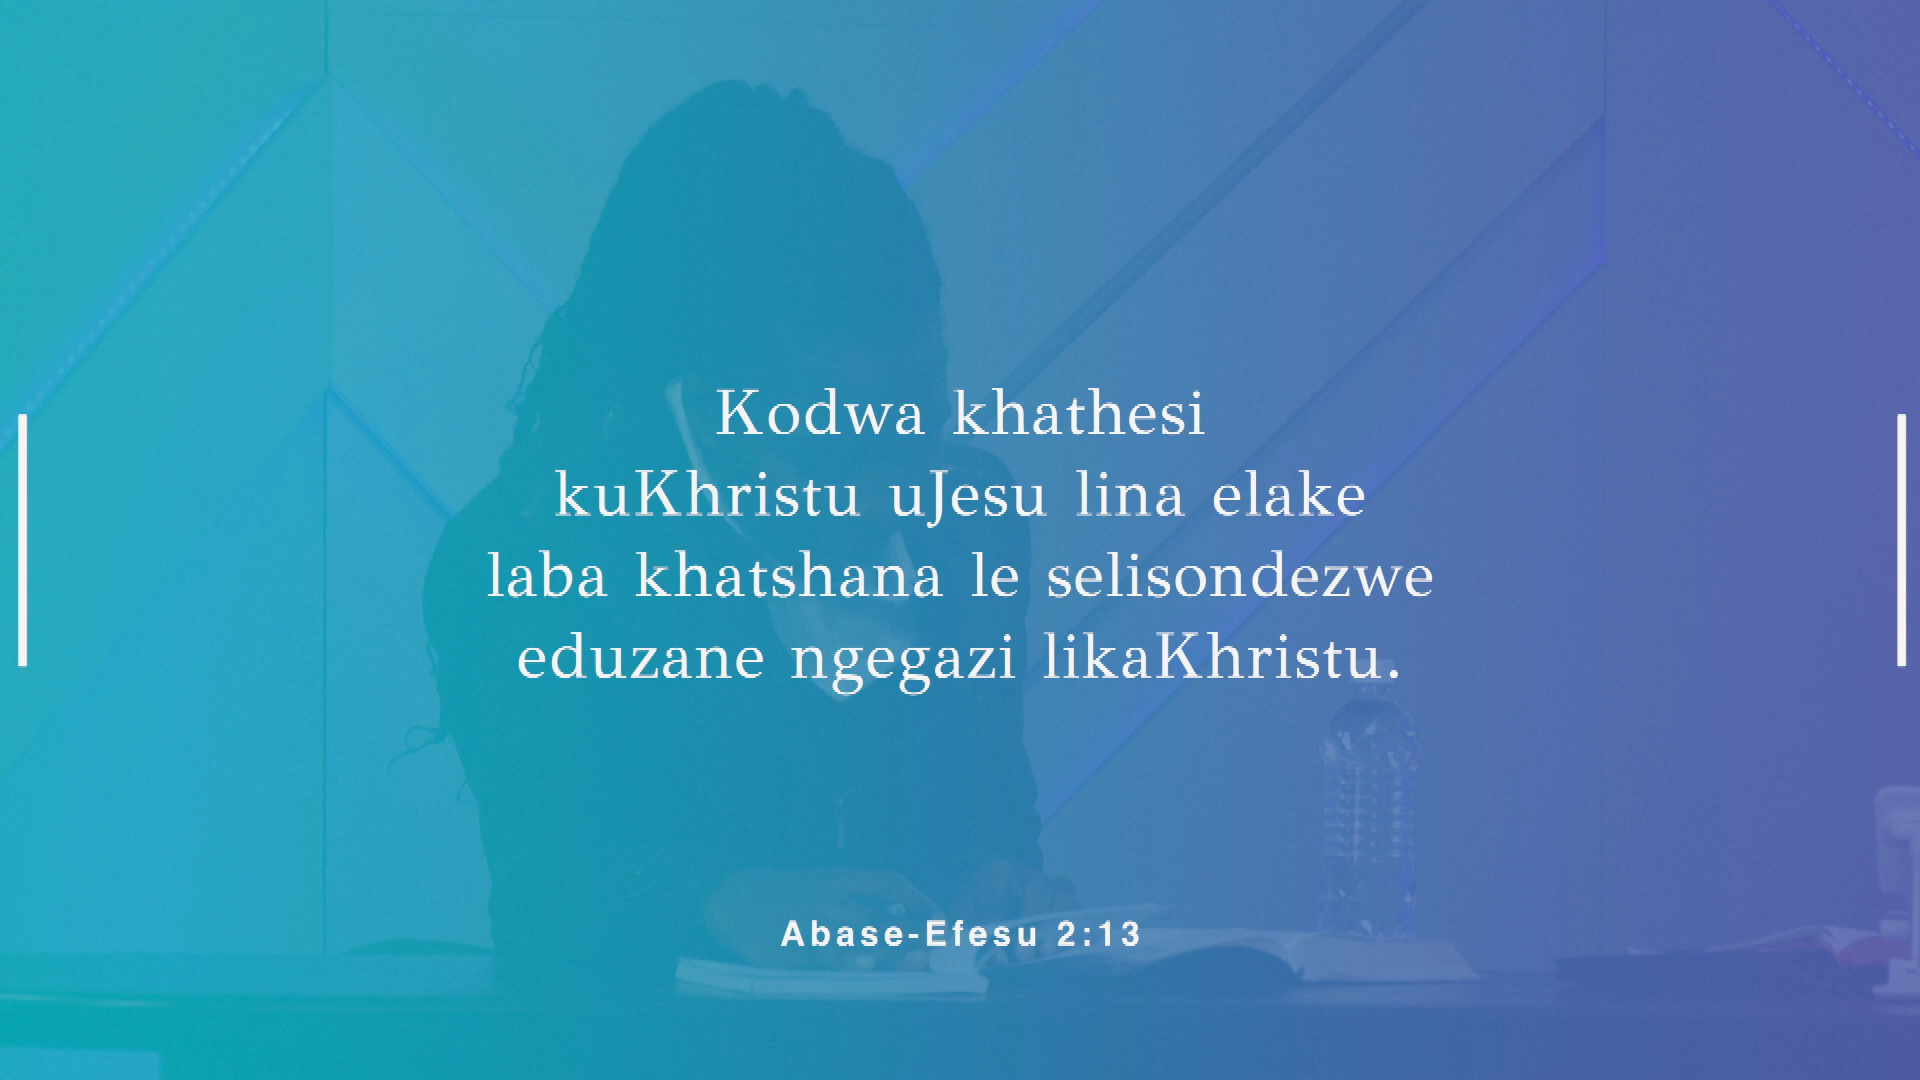 Kodwa khathesi
kuKhristu uJesu lina elake
laba khatshana le selisondezwe
eduzane ngegazi likaKhristu.
Abase-Efesu 2:13